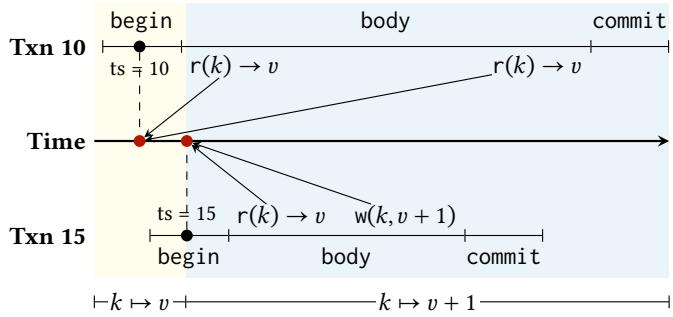 begin body commit
Txn 10
ts = 10 r(k) → v r(k) → v
Time
ts = 15 r(k) → v w(k, v + 1)
Txn 15
begin body commit
k ↦ v k ↦ v + 1